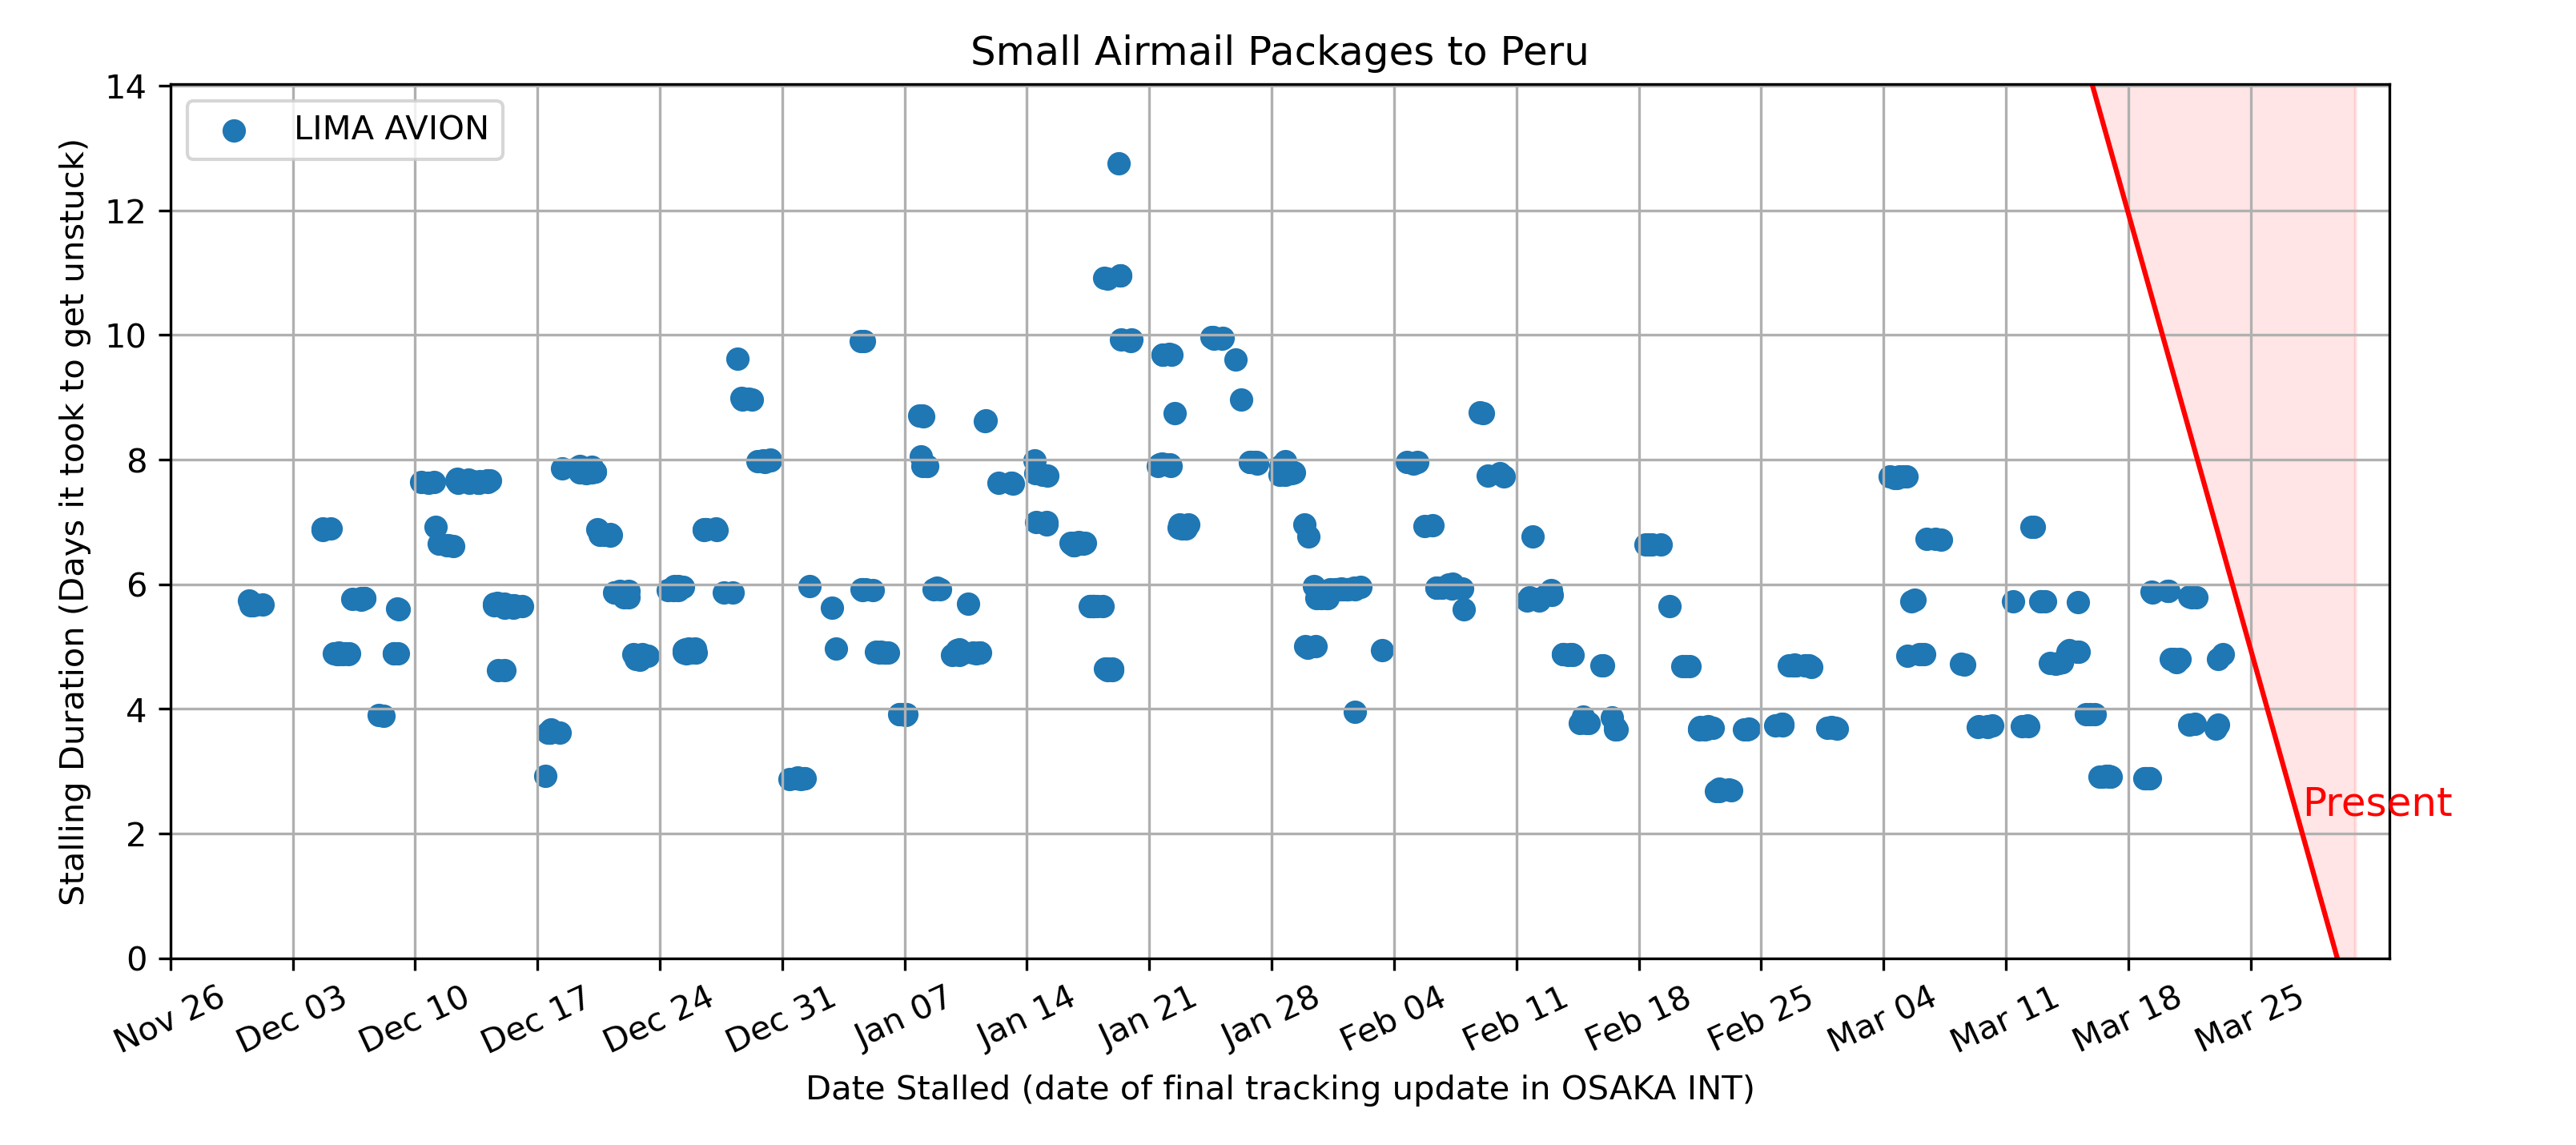 Small Airmail Packages to Peru
LIMA AVION
Stalling Duration (Days it took to get unstuck)
14
12
10
8
6
4
2
0
Present
Nov 26
Dec 03
Dec 10
Dec 17
Dec 24
Dec 31
Jan 07
Jan 14
Jan 21
Jan 28
Feb 04
Feb 11
Feb 18
Feb 25
Mar 04
Mar 11
Mar 18
Mar 25
Date Stalled (date of final tracking update in OSAKA INT)